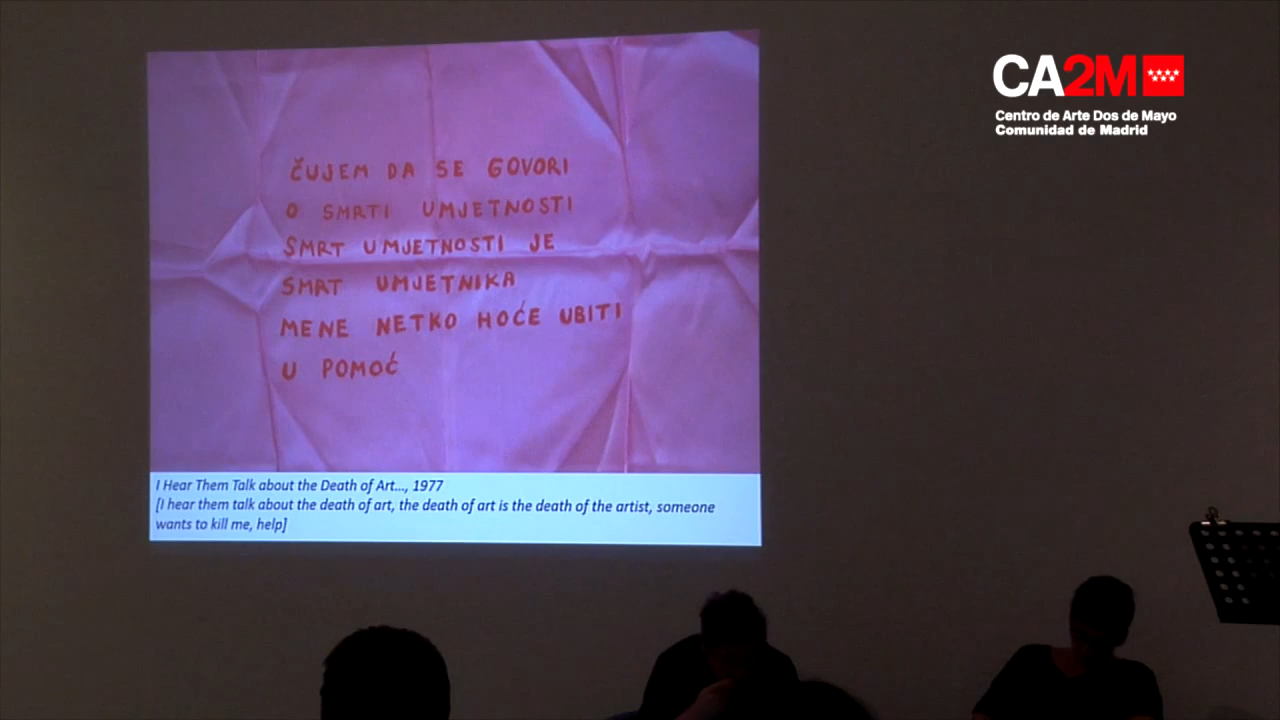 ČUJEM DA SE GOVORI
O SMRTI UMJETNOSTI
SMRT UMJETNOSTI JE
SMRT UMJETNIKA
MENE NETKO HOĆE UBITI
U POMOĆ
I Hear Them Talk about the Death of Art..., 1977
[I hear them talk about the death of art, the death of art is the death of the artist, someone
wants to kill me, help]
CA2M
Centro de Arte Dos de Mayo
Comunidad de Madrid